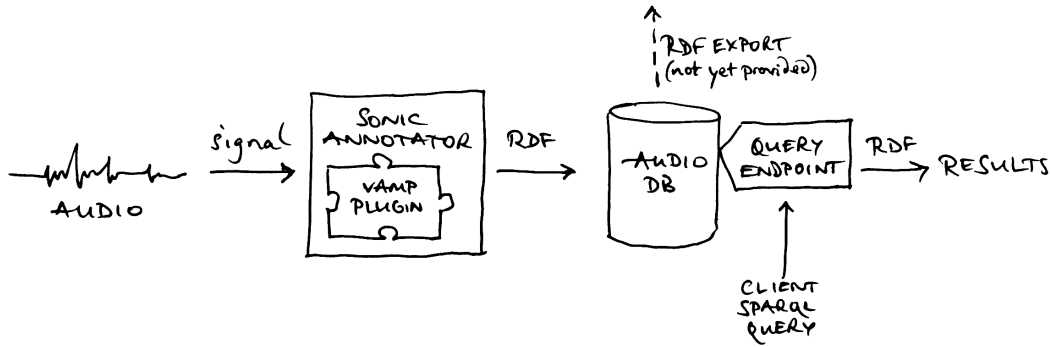 AUDIO
signal
SONIC
ANNOTATOR
VAMP
PLUGIN
RDF
RDF EXPORT
(not yet provided)
AUDIO
DB
QUERY
ENDPOINT
RDF
RESULTS
CLIENT
SPARQL
QUERY